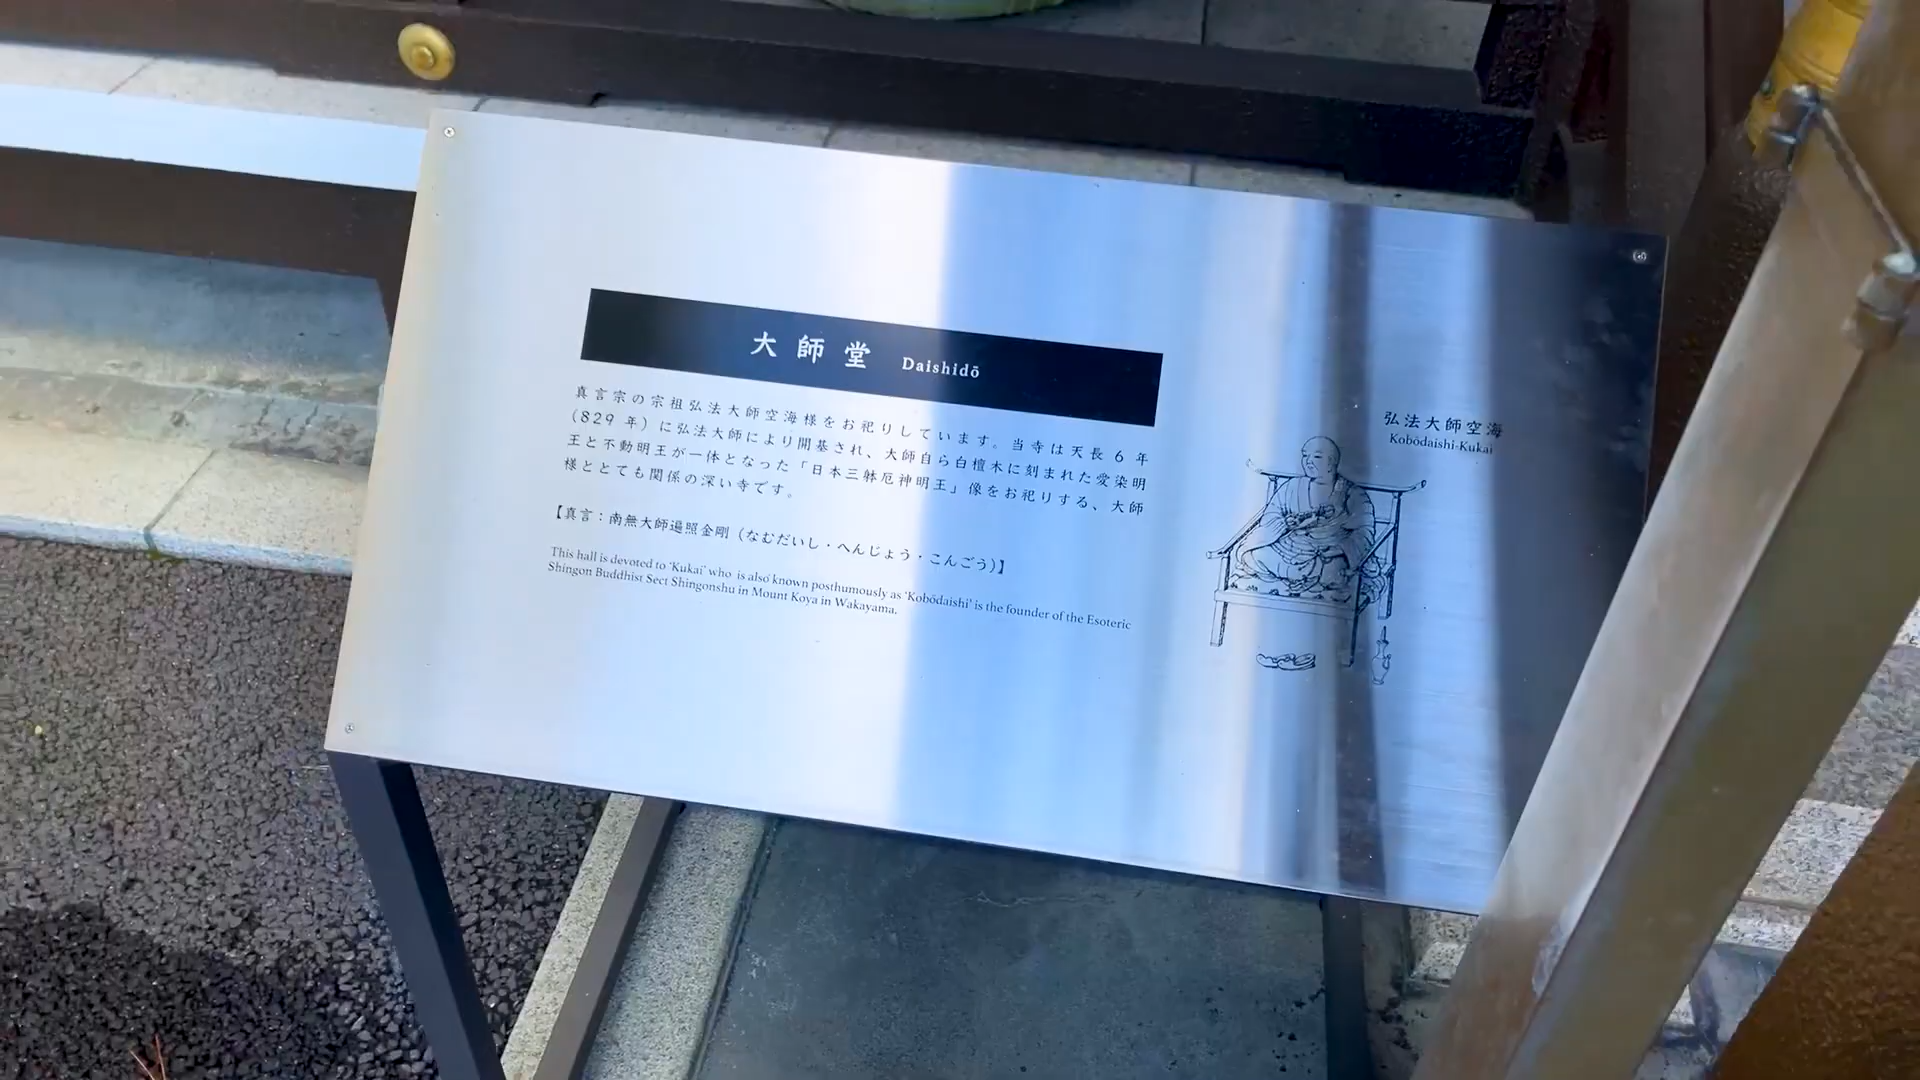 大師堂 Daishidō
真言宗の宗祖弘法大師空海様をお祀りしています。当寺は天長6年
(829年)に弘法大師により開基され、大師自ら白檀木に刻まれた愛染明
王と不動明王が一体となった「日本三躰厄神明王」像をお祀りする、大師
様ととても関係の深い寺です。
【真言:南無大師遍照金剛(なむだいし・へんじょう・こんごう)】
This hall is devoted to ‘Kukai’ who is also known posthumously as ‘Kobōdaishi’ is the founder of the Esoteric
Shingon Buddhist Sect Shingonshu in Mount Koya in Wakayama.
弘法大師空海
Kobōdaishi-Kukai